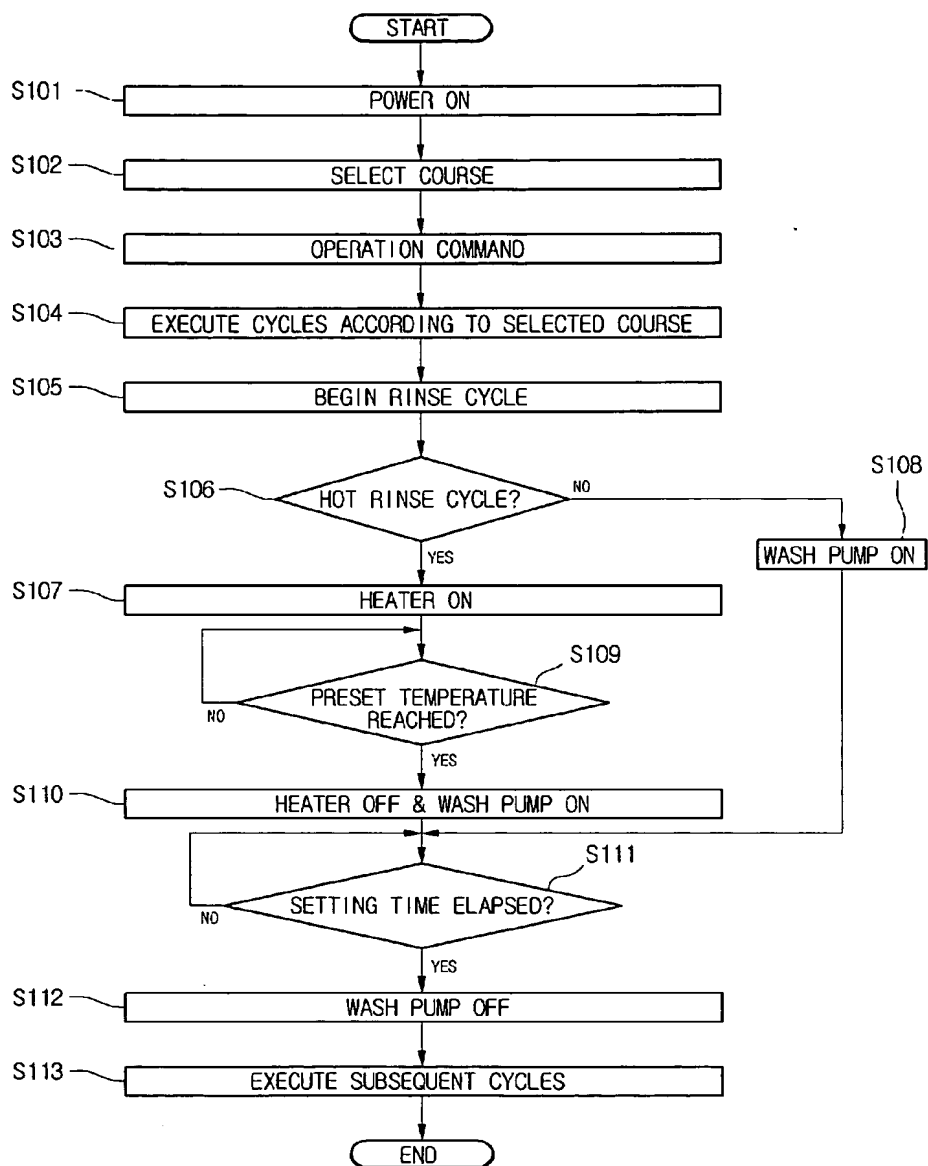 START
S101
POWER ON
S102
SELECT COURSE
S103
OPERATION COMMAND
S104
EXECUTE CYCLES ACCORDING TO SELECTED COURSE
S105
BEGIN RINSE CYCLE
S106
HOT RINSE CYCLE?
NO
S108
WASH PUMP ON
YES
S107
HEATER ON
S109
PRESET TEMPERATURE
REACHED?
NO
YES
S110
HEATER OFF & WASH PUMP ON
S111
SETTING TIME ELAPSED?
NO
YES
S112
WASH PUMP OFF
S113
EXECUTE SUBSEQUENT CYCLES
END